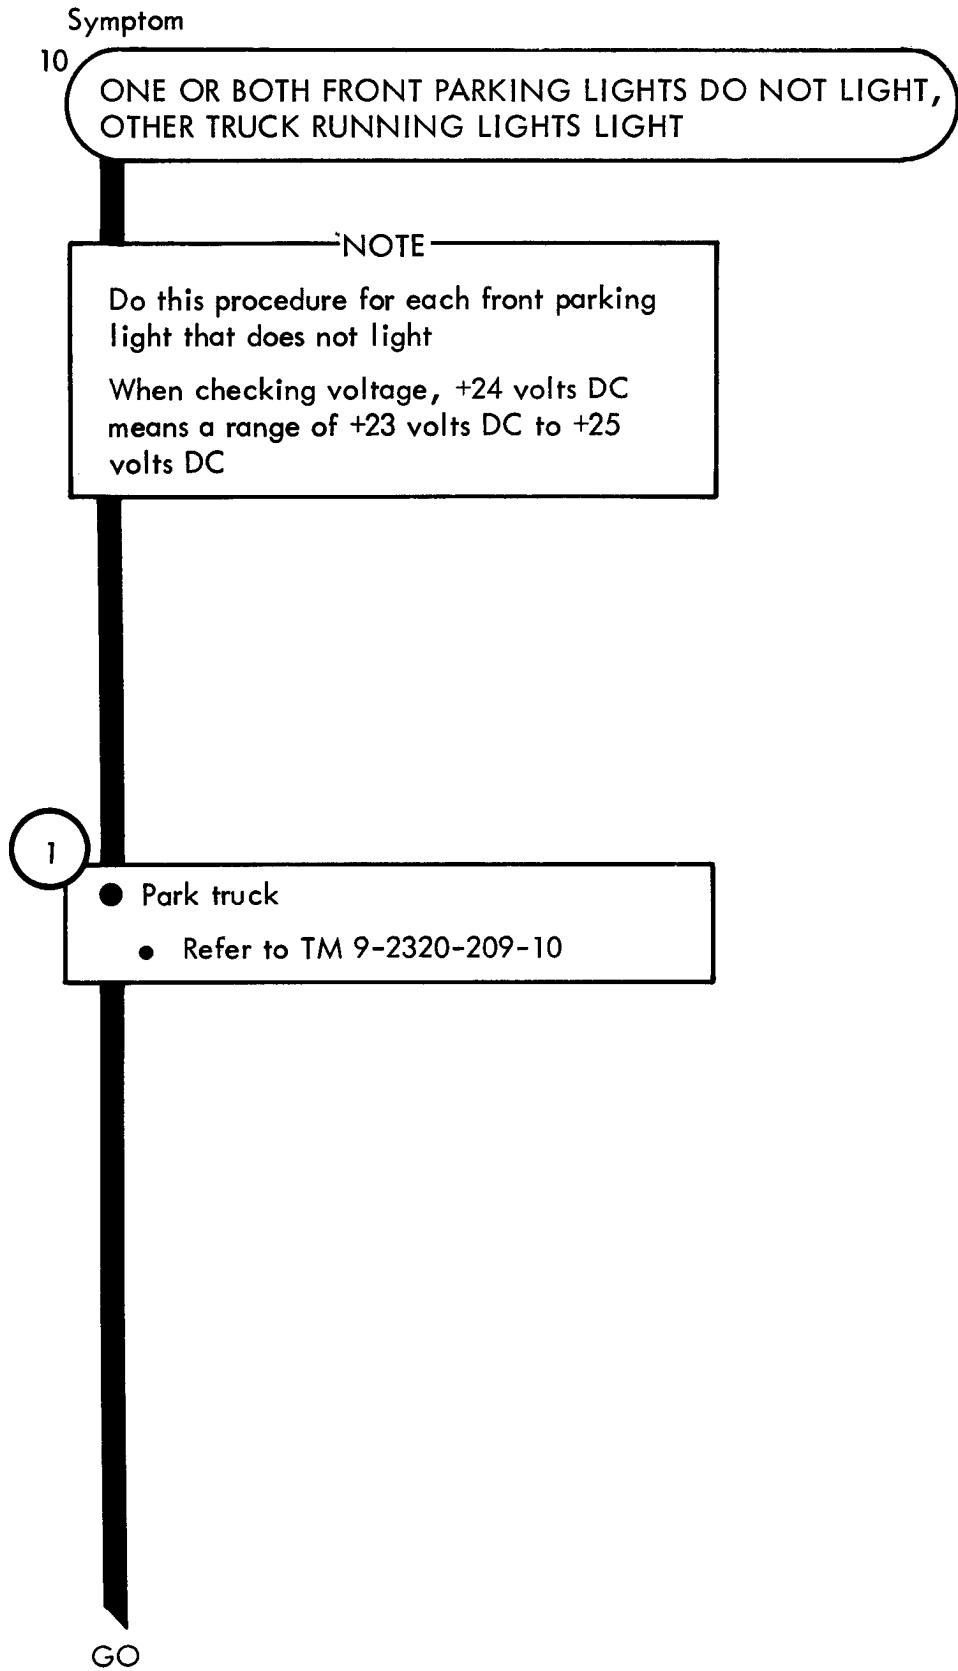 Symptom
10
ONE OR BOTH FRONT PARKING LIGHTS DO NOT LIGHT,
OTHER TRUCK RUNNING LIGHTS LIGHT
NOTE
Do this procedure for each front parking
light that does not light
When checking voltage, +24 volts DC
means a range of +23 volts DC to +25
volts DC
1
● Park truck
● Refer to TM 9-2320-209-10
GO